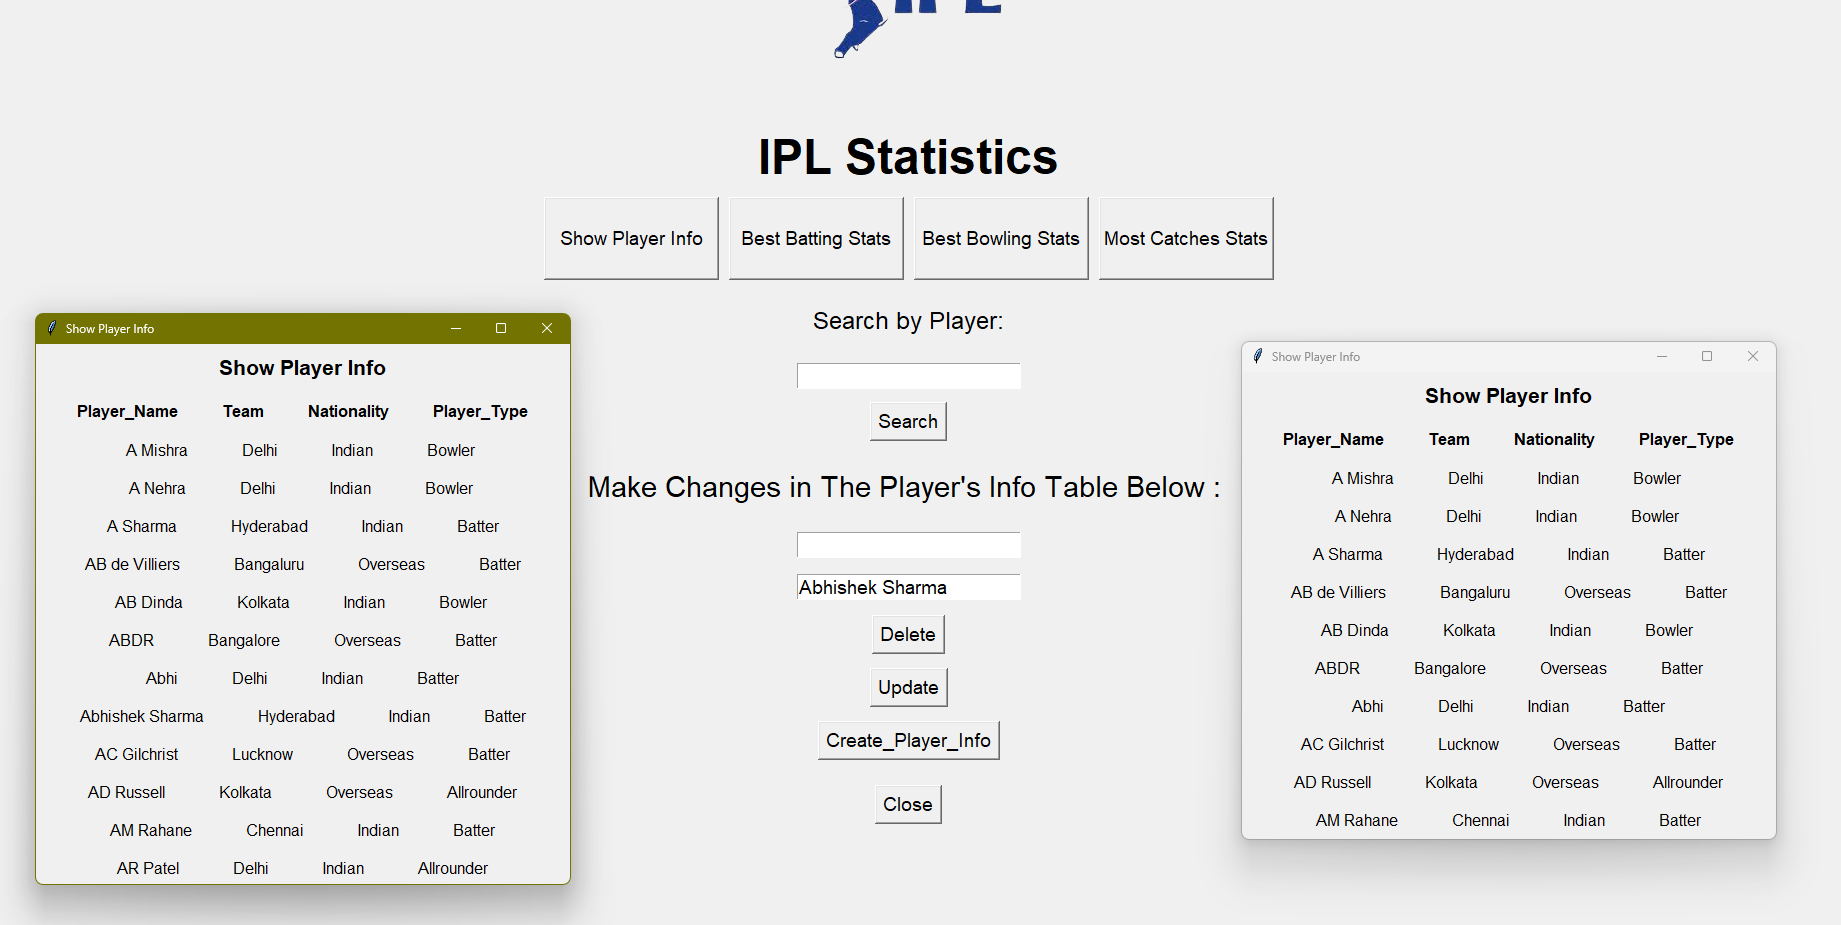 IPL
IPL Statistics
Show Player Info Best Batting Stats Best Bowling Stats Most Catches Stats
Search by Player:
Search
Make Changes in The Player's Info Table Below :
Abhishek Sharma
Delete
Update
Create_Player_Info
Close
Show Player Info
Show Player Info
Player_Name Team Nationality Player_Type
A Mishra Delhi Indian Bowler
A Nehra Delhi Indian Bowler
A Sharma Hyderabad Indian Batter
AB de Villiers Bangaluru Overseas Batter
AB Dinda Kolkata Indian Bowler
ABDR Bangalore Overseas Batter
Abhi Delhi Indian Batter
Abhishek Sharma Hyderabad Indian Batter
AC Gilchrist Lucknow Overseas Batter
AD Russell Kolkata Overseas Allrounder
AM Rahane Chennai Indian Batter
AR Patel Delhi Indian Allrounder
Show Player Info
Show Player Info
Player_Name Team Nationality Player_Type
A Mishra Delhi Indian Bowler
A Nehra Delhi Indian Bowler
A Sharma Hyderabad Indian Batter
AB de Villiers Bangaluru Overseas Batter
AB Dinda Kolkata Indian Bowler
ABDR Bangalore Overseas Batter
Abhi Delhi Indian Batter
AC Gilchrist Lucknow Overseas Batter
AD Russell Kolkata Overseas Allrounder
AM Rahane Chennai Indian Batter